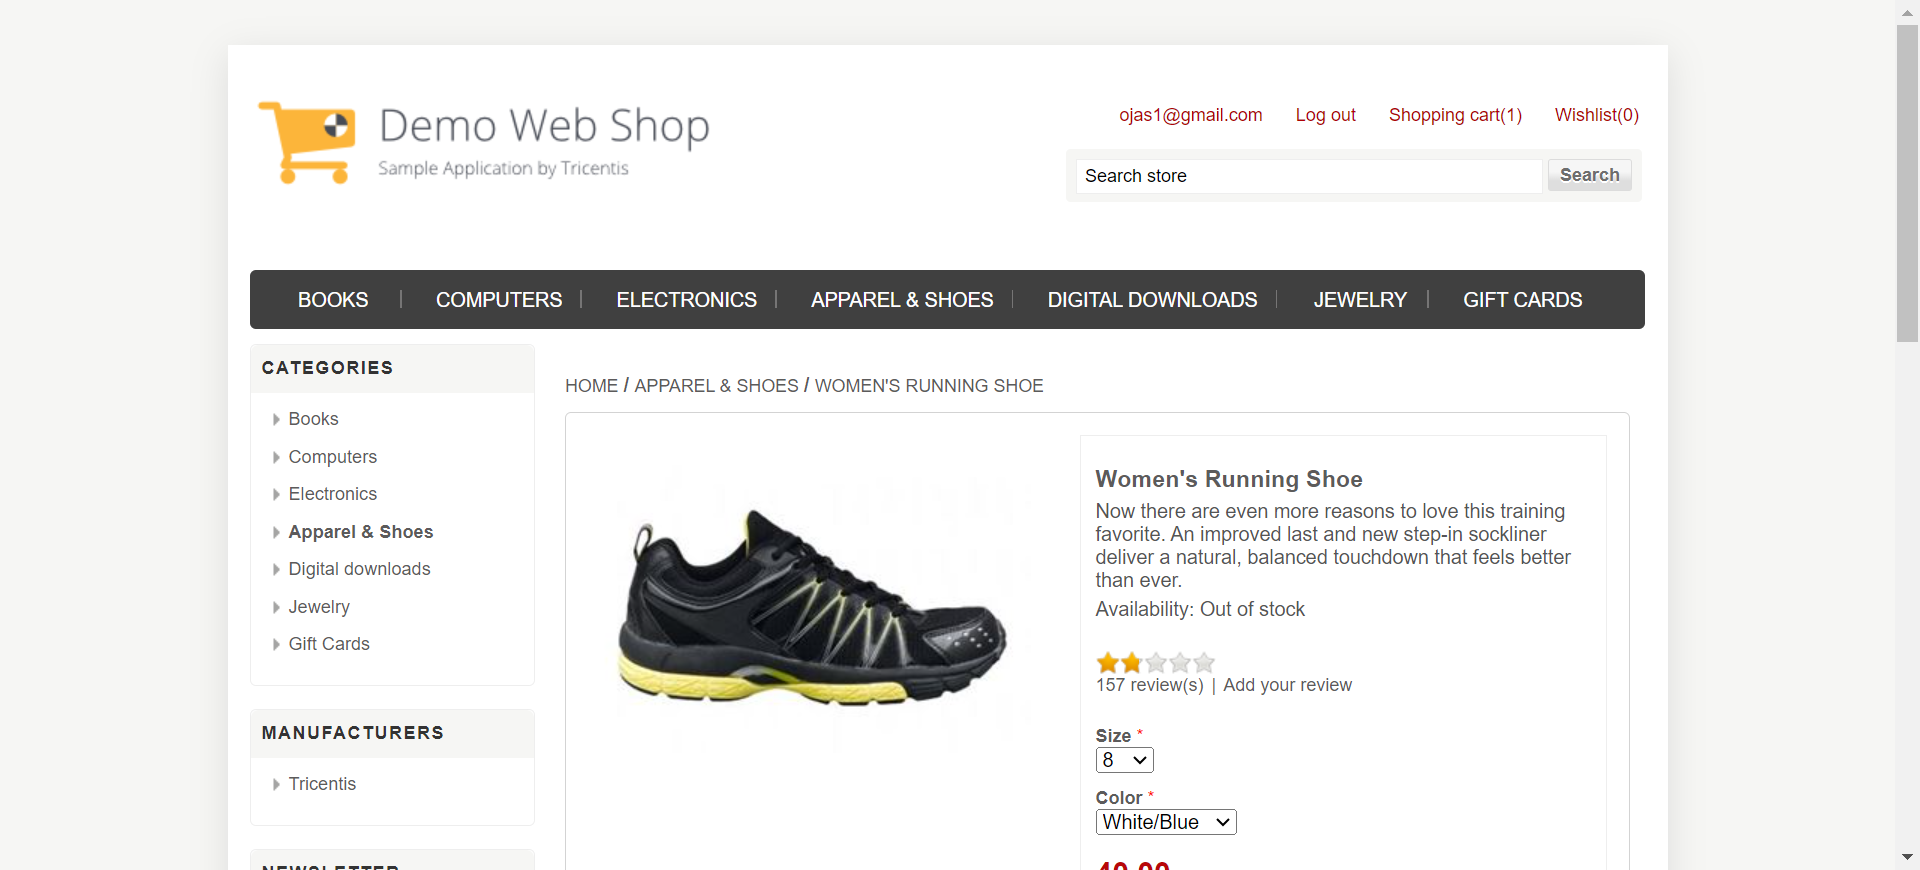 Demo Web Shop
Sample Application by Tricentis
ojas1@gmail.com Log out Shopping cart(1) Wishlist(0)
Search store Search
BOOKS COMPUTERS ELECTRONICS APPAREL & SHOES DIGITAL DOWNLOADS JEWELRY GIFT CARDS
CATEGORIES
Books
Computers
Electronics
Apparel & Shoes
Digital downloads
Jewelry
Gift Cards
MANUFACTURERS
Tricentis
NEWSLETTER
HOME / APPAREL & SHOES / WOMEN'S RUNNING SHOE
Women's Running Shoe
Now there are even more reasons to love this training
favorite. An improved last and new step-in sockliner
deliver a natural, balanced touchdown that feels better
than ever.
Availability: Out of stock
157 review(s) | Add your review
Size *
8
Color *
White/Blue
40.00